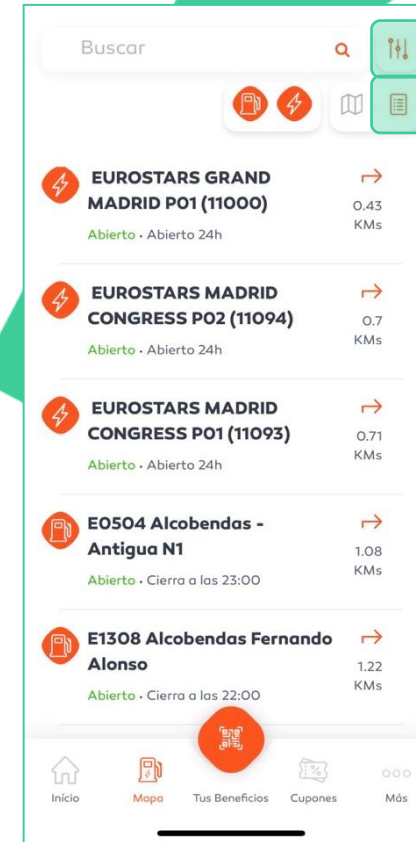 Buscar
EUROSTARS GRAND
MADRID P01 (11000)
0.43
KMs
Abierto • Abierto 24h
EUROSTARS MADRID
CONGRESS P02 (11094)
0.7
KMs
Abierto • Abierto 24h
EUROSTARS MADRID
CONGRESS P01 (11093)
0.71
KMs
Abierto • Abierto 24h
E0504 Alcobendas -
Antigua N1
1.08
KMs
Abierto • Cierra a las 23:00
E1308 Alcobendas Fernando
Alonso
1.22
KMs
Abierto • Cierra a las 22:00
Início Mapa Tus Beneficios Cupones Más